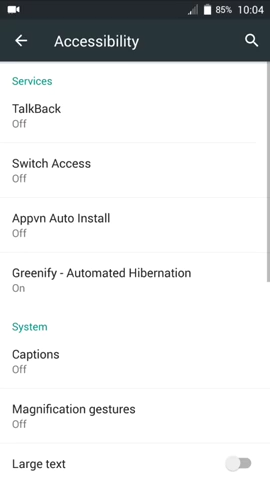 85% 10:04
Accessibility
Services
TalkBack
Off
Switch Access
Off
Appvn Auto Install
Off
Greenify - Automated Hibernation
On
System
Captions
Off
Magnification gestures
Off
Large text